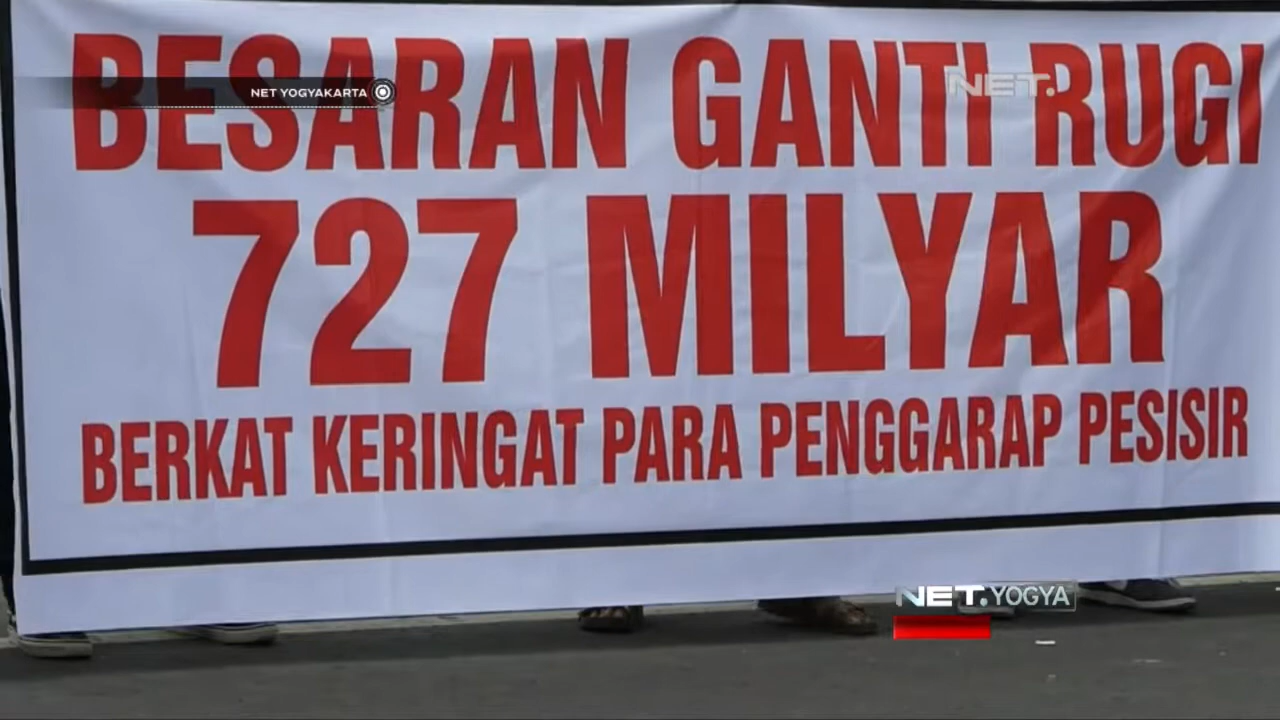 BESARAN GANTI RUGI
NET YOGYAKARTA
NET.
727 MILYAR
BERKAT KERINGAT PARA PENGGARAP PESISIR
NET. YOGYA